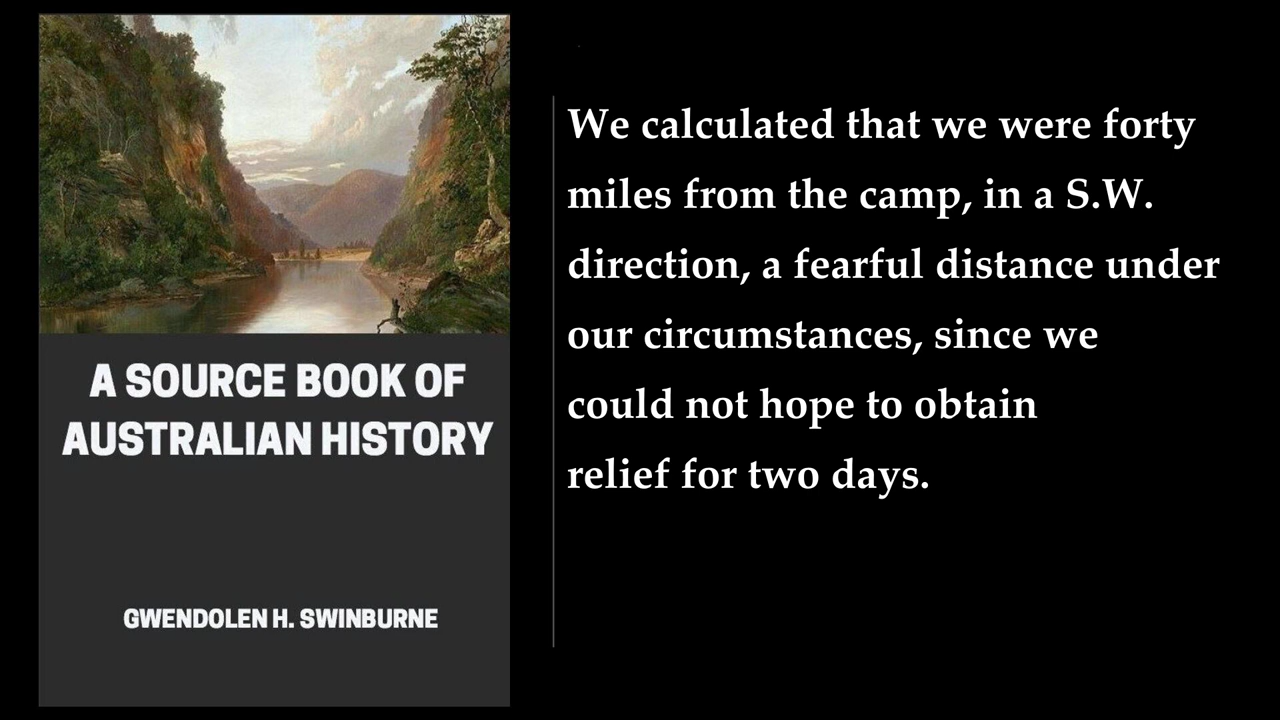 A SOURCE BOOK OF
AUSTRALIAN HISTORY
GWENDOLEN H. SWINBURNE
We calculated that we were forty
miles from the camp, in a S.W.
direction, a fearful distance under
our circumstances, since we
could not hope to obtain
relief for two days.